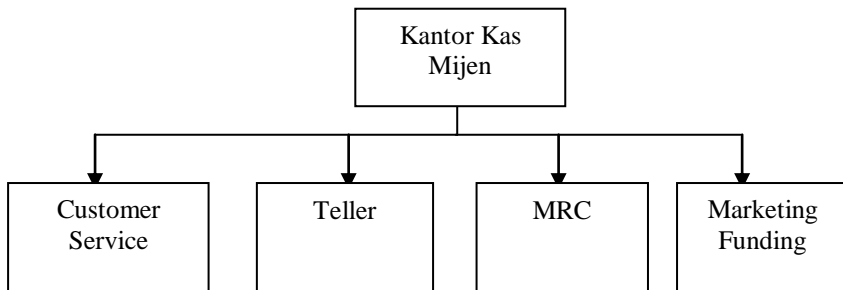 Kantor Kas
Mijen
Customer
Service
Teller
MRC
Marketing
Funding